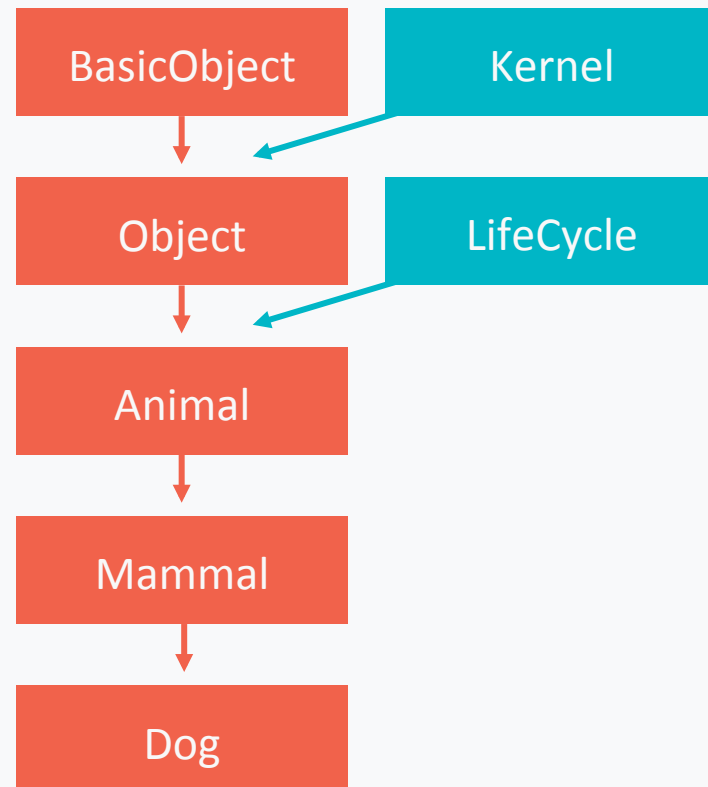 BasicObject
Kernel
Object
LifeCycle
Animal
Mammal
Dog